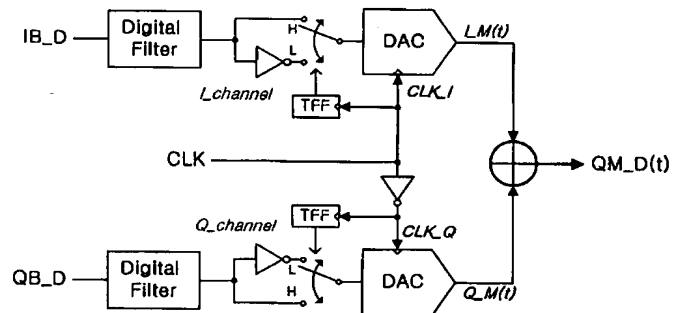 IB_D
Digital
Filter
H
L
DAC
I_M(t)
I_channel
TFF
CLK_I
CLK
QM_D(t)
Q_channel
TFF
CLK_Q
QB_D
Digital
Filter
L
H
DAC
Q_M(t)